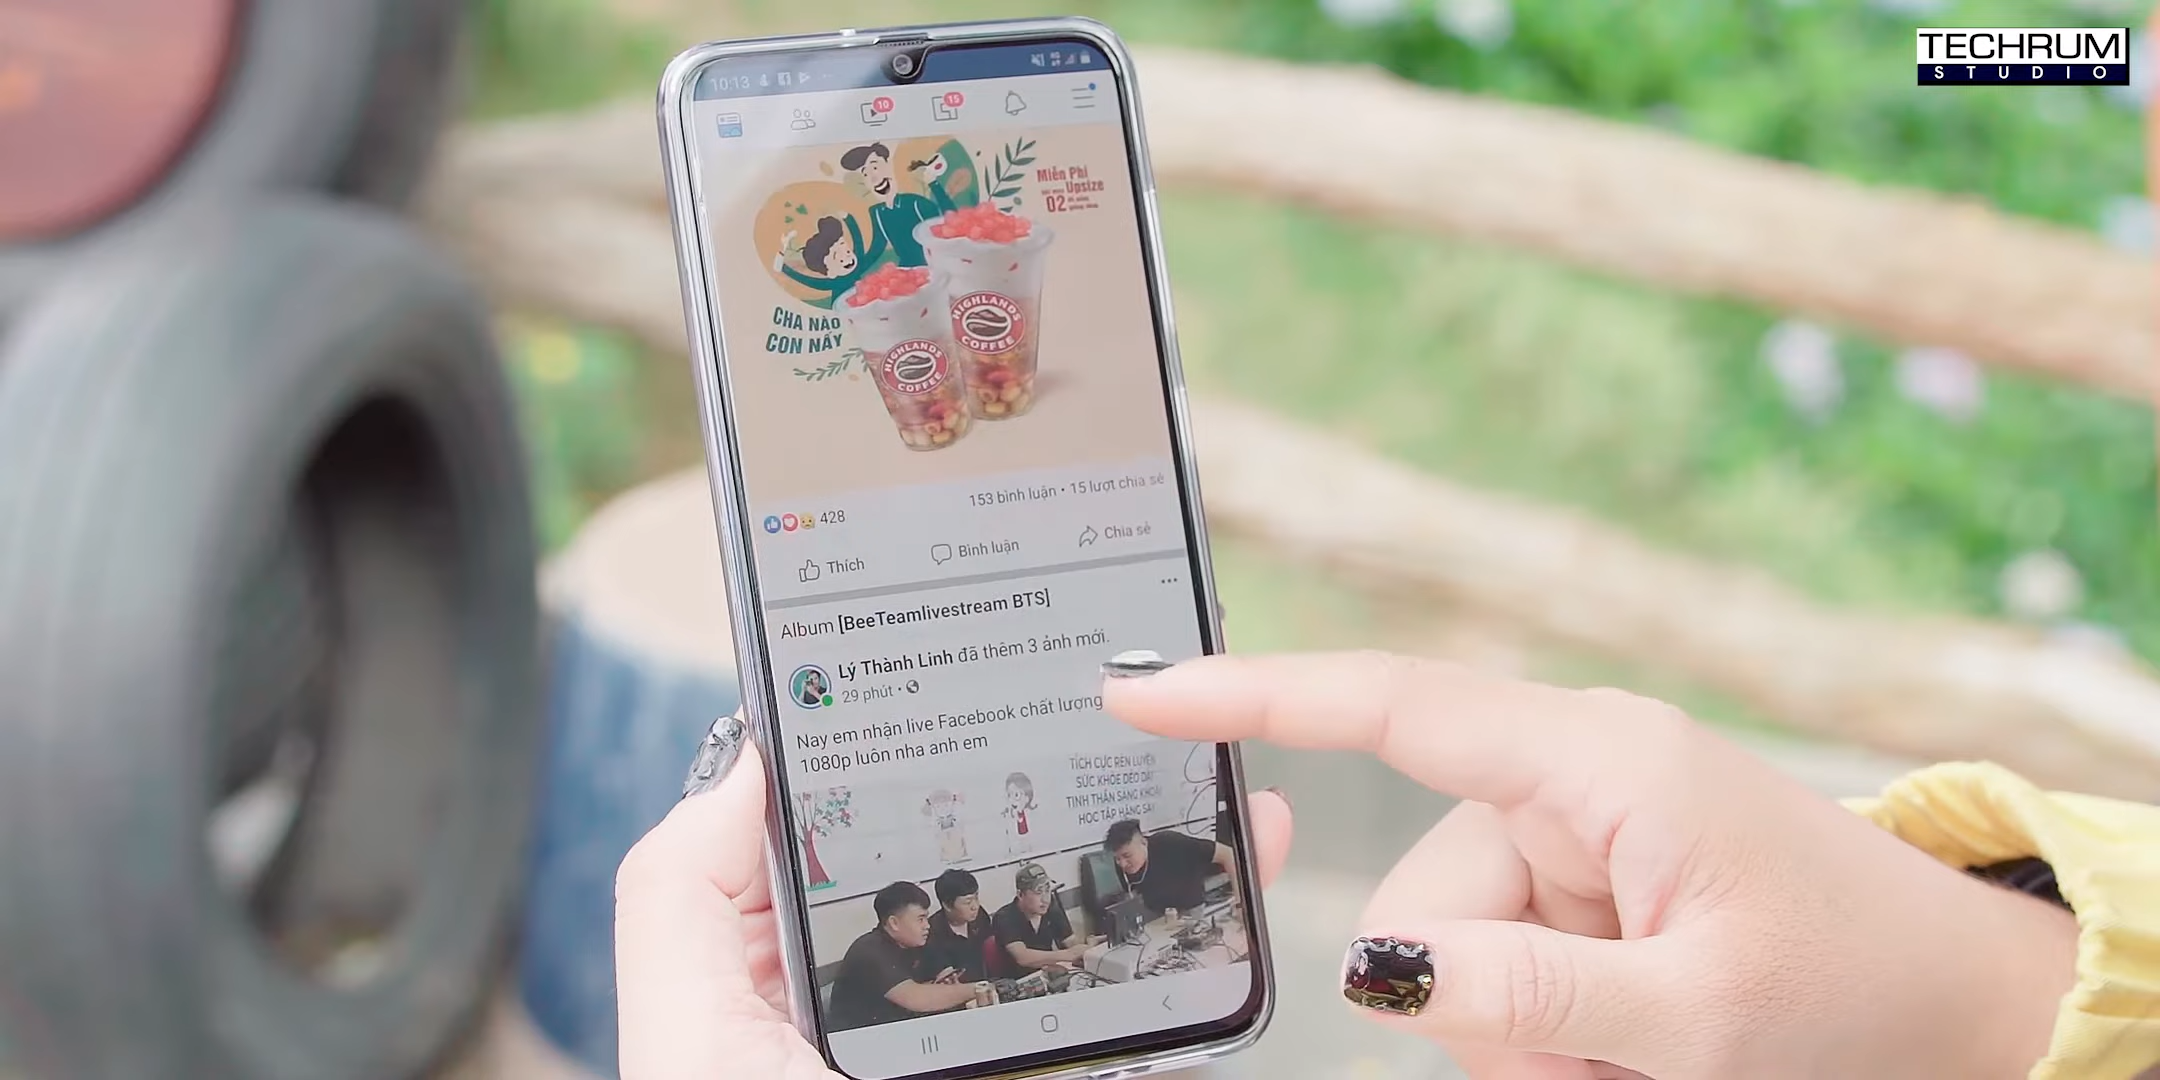 TECHRUM
STUDIO
10:13
10
15
Miễn Phí
Upsize
02
CHA NÀO
CON NẤY
HIGHLANDS
COFFEE
HIGHLANDS
COFFEE
428
153 bình luận • 15 lượt chia sẻ
Thích
Bình luận
Chia sẻ
Album [BeeTeamlivestream BTS]
Lý Thành Linh đã thêm 3 ảnh mới.
29 phút
Nay em nhận live Facebook chất lượng
1080p luôn nha anh em
TÍCH CỰC RÈN LUYỆN
SỨC KHỎE DẺO DAI
TINH THẦN SẢNG KHOÁI
HỌC TẬP HĂNG SAY